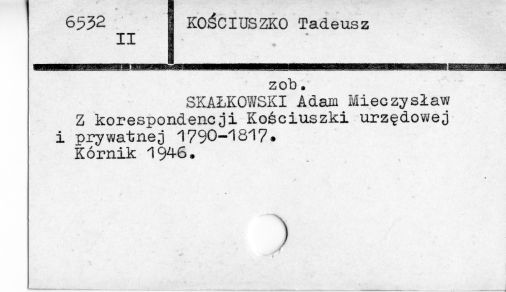 6532
II
KOŚCIUSZKO Tadeusz
zob.
SKAŁKOWSKI Adam Mieczysław
Z korespondencji Kościuszki urzędowej
i prywatnej 1790-1817.
Kórnik 1946.